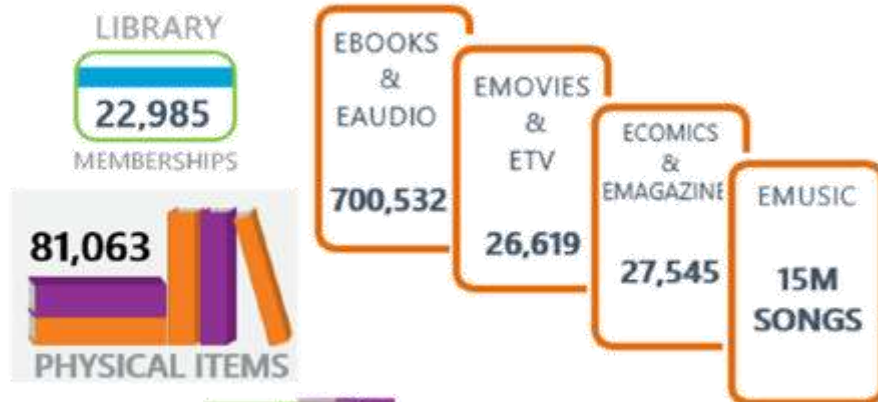 LIBRARY
22,985
MEMBERSHIPS
81,063
PHYSICAL ITEMS
EBOOKS
&
EAUDIO
700,532
EMOVIES
&
ETV
26,619
ECOMICS
&
EMAGAZINE
27,545
EMUSIC
15M
SONGS